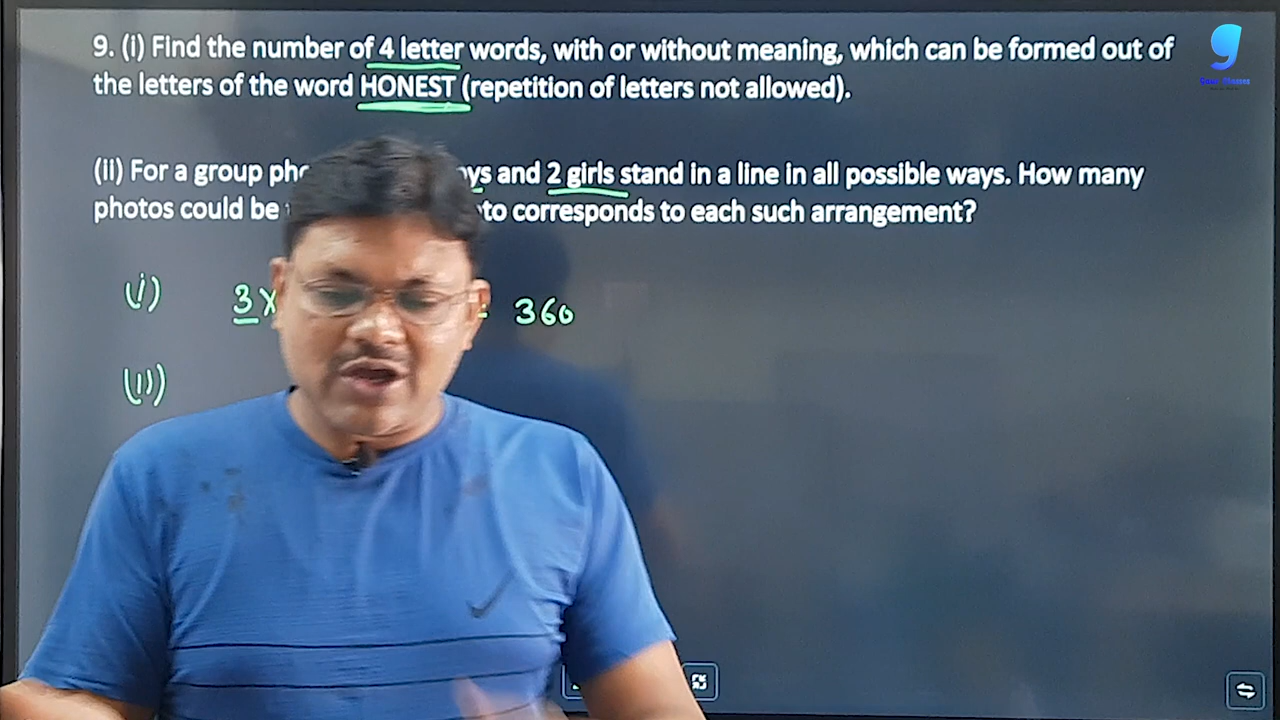 9. (i) Find the number of 4 letter words, with or without meaning, which can be formed out of
the letters of the word HONEST (repetition of letters not allowed).
(ii) For a group and 2 girls stand in a line in all possible ways. How many
photos could be corresponds to each such arrangement?
(i) 3 x = 360
(ii)